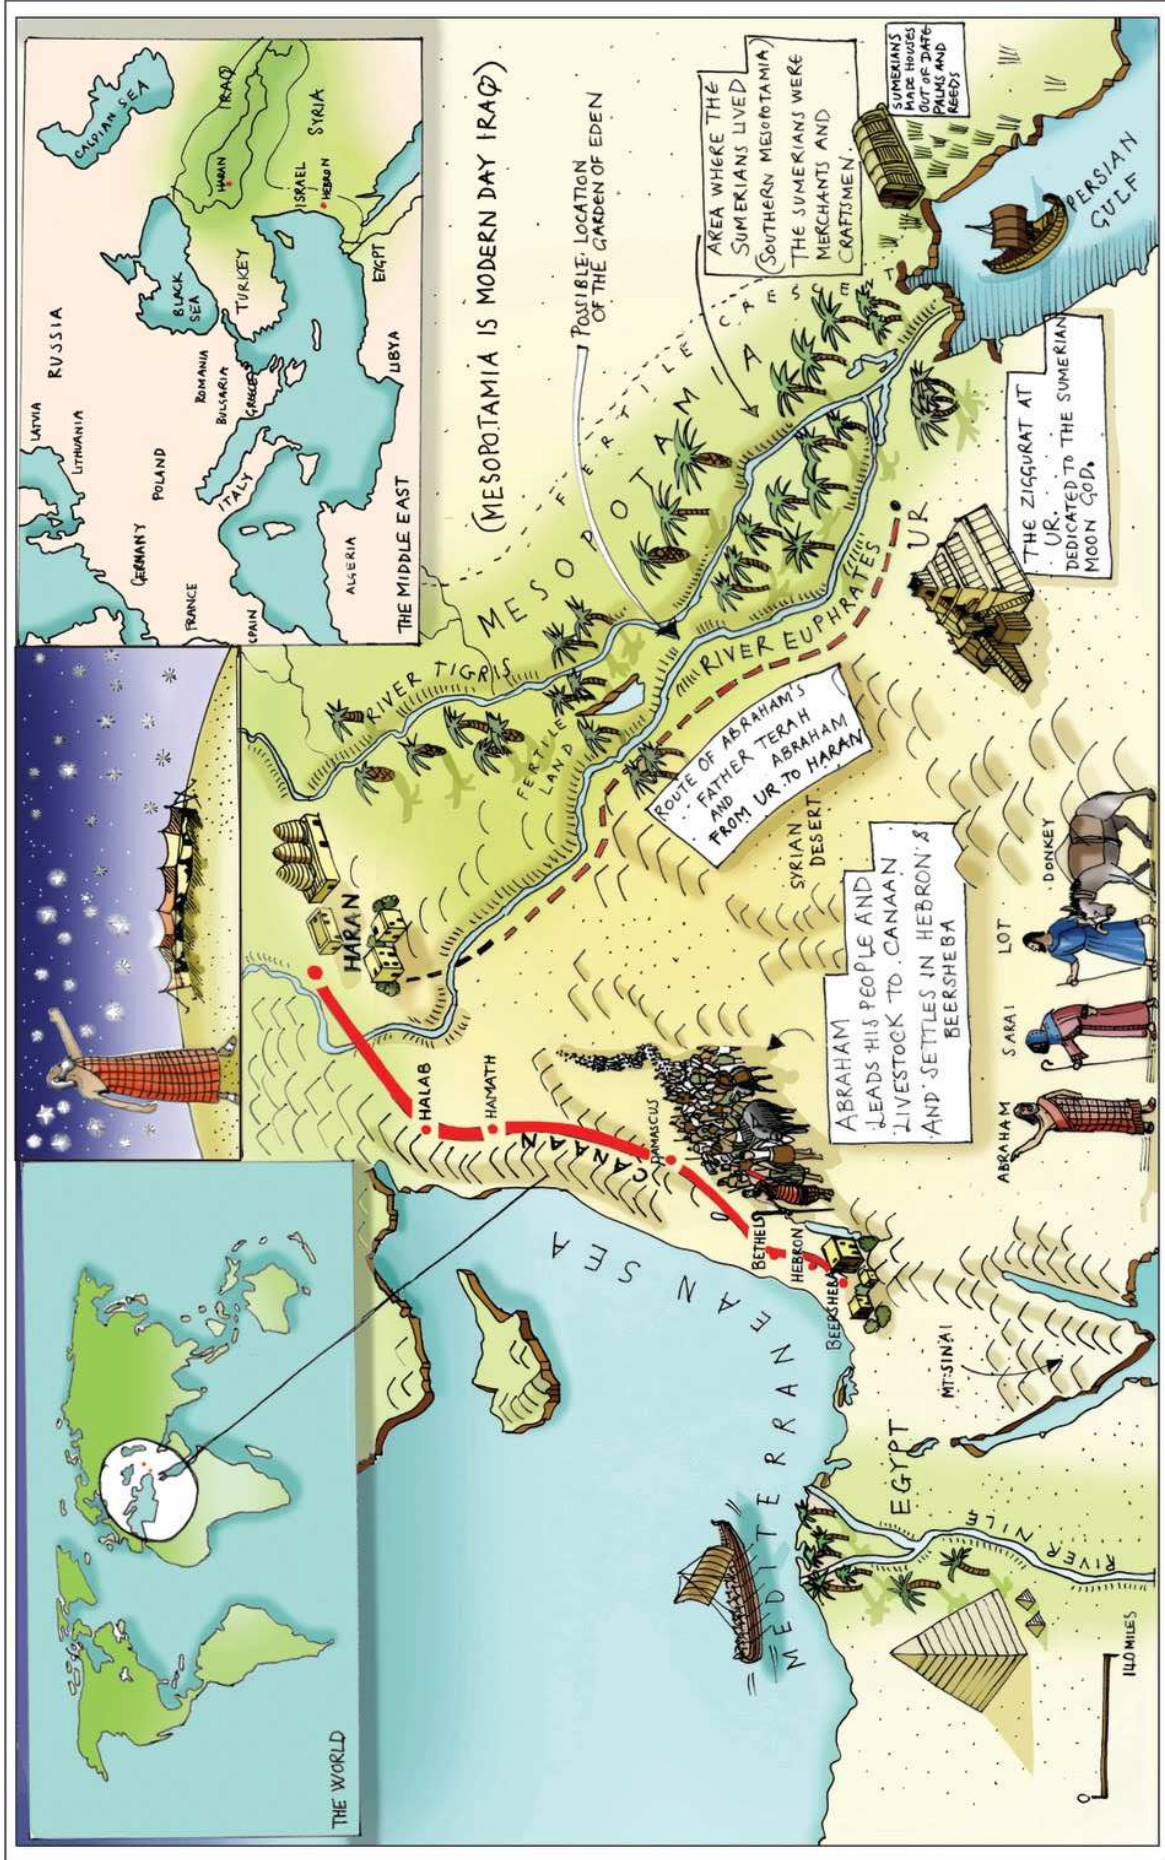 THE WORLD
CALPIAN SEA
RUSSIA
LATVIA
LITHUANIA
POLAND
GERMANY
FRANCE
SPAIN
ITALY
ROMANIA
BULGARIA
GREECE
BLACK
SEA
TURKEY
IRAQ
HARAN
SYRIA
ISRAEL
HEBRON
EYGPT
LIBYA
ALGERIA
THE MIDDLE EAST
(MESOPOTAMIA IS MODERN DAY IRAQ)
POSSIBLE LOCATION
OF THE GARDEN OF EDEN
AREA WHERE THE
SUMERIANS LIVED
(SOUTHERN MESOPOTAMIA)
THE SUMERIANS WERE
MERCHANTS AND
CRAFTSMEN.
SUMERIANS
MADE HOUSES
OUT OF DATE
PALMS AND
REEDS
FERTILE CRESCENT
MESOPOTAMIA
RIVER TIGRIS
FERTILE
LAND
RIVER EUPHRATES
PERSIAN
GULF
UR
THE ZIGGURAT AT
UR.
DEDICATED TO THE SUMERIAN
MOON GOD.
ROUTE OF ABRAHAM'S
FATHER TERAH
AND ABRAHAM
FROM UR TO HARAN
SYRIAN
DESERT
HARAN
HALAB
HAMATH
CANAAN
DAMASCUS
BETHEL
HEBRON
BEERSHEBA
MEDITERRANEAN SEA
ABRAHAM
LEADS HIS PEOPLE AND
LIVESTOCK TO CANAAN
AND SETTLES IN HEBRON &
BEERSHEBA
ABRAHAM
SARAI
LOT
DONKEY
MT SINAI
EGYPT
RIVER NILE
0
140 MILES